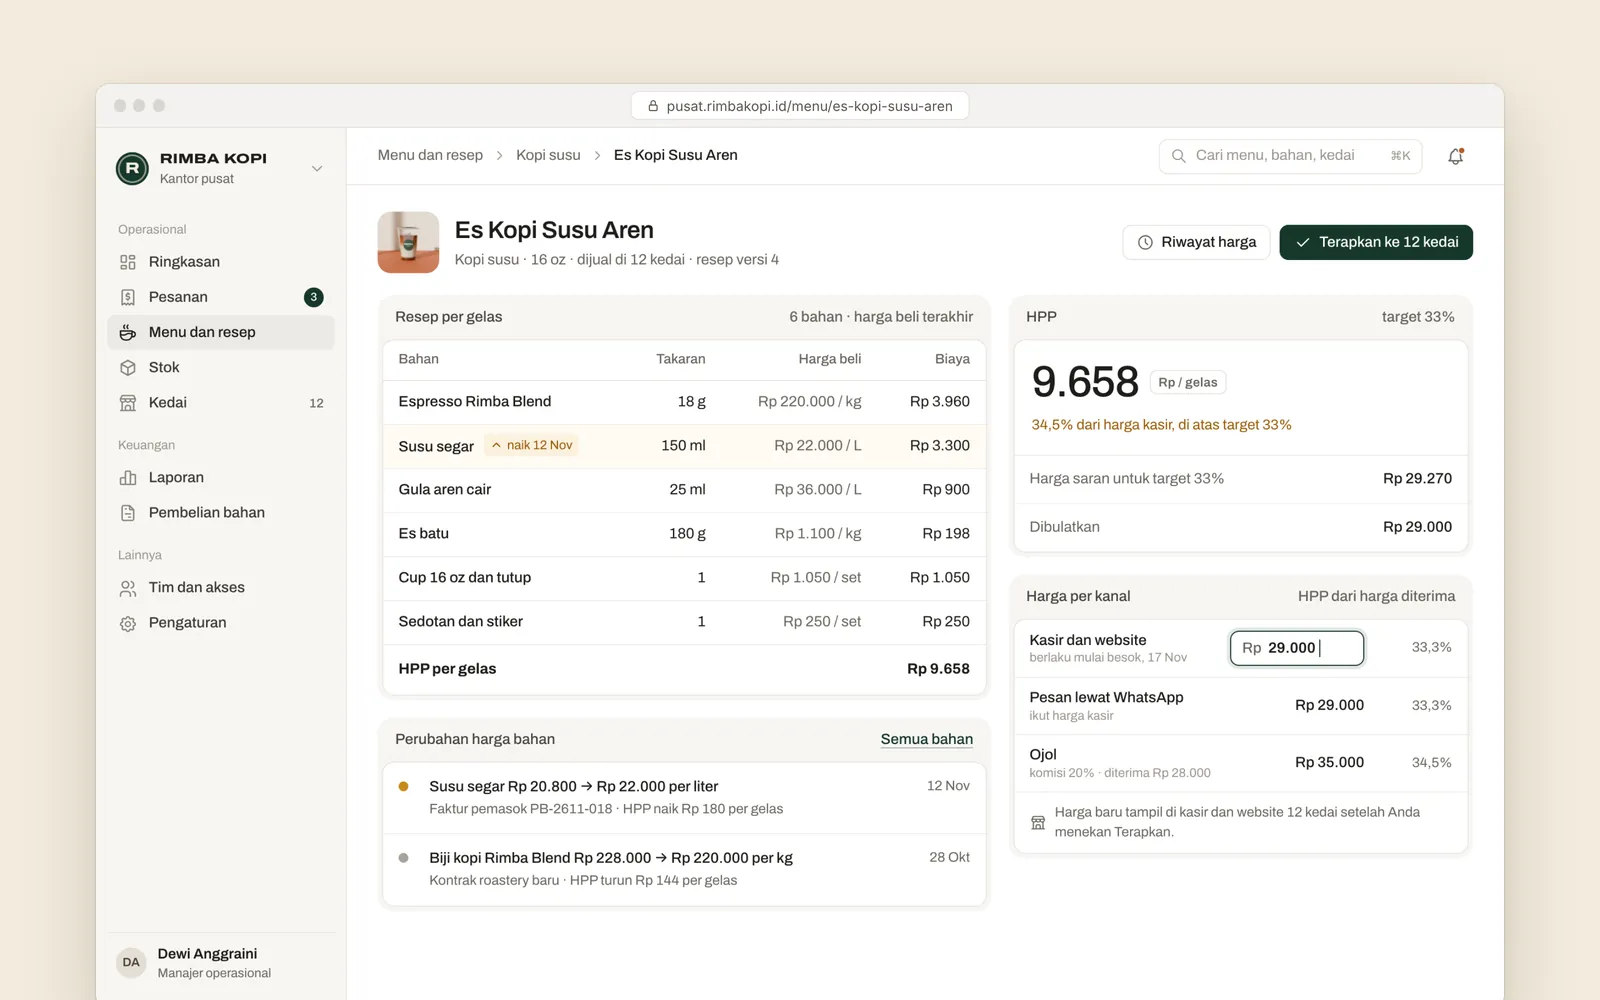 pusat.rimbakopi.id/menu/es-kopi-susu-aren
R
RIMBA KOPI
Kantor pusat
Operasional
Ringkasan
Pesanan 3
Menu dan resep
Stok
Kedai 12
Keuangan
Laporan
Pembelian bahan
Lainnya
Tim dan akses
Pengaturan
DA
Dewi Anggraini
Manajer operasional
Menu dan resep > Kopi susu > Es Kopi Susu Aren
Cari menu, bahan, kedai ⌘K
Es Kopi Susu Aren
Kopi susu · 16 oz · dijual di 12 kedai · resep versi 4
Riwayat harga
Terapkan ke 12 kedai
Resep per gelas 6 bahan · harga beli terakhir
Bahan Takaran Harga beli Biaya
Espresso Rimba Blend 18 g Rp 220.000 / kg Rp 3.960
Susu segar naik 12 Nov 150 ml Rp 22.000 / L Rp 3.300
Gula aren cair 25 ml Rp 36.000 / L Rp 900
Es batu 180 g Rp 1.100 / kg Rp 198
Cup 16 oz dan tutup 1 Rp 1.050 / set Rp 1.050
Sedotan dan stiker 1 Rp 250 / set Rp 250
HPP per gelas Rp 9.658
Perubahan harga bahan Semua bahan
Susu segar Rp 20.800 → Rp 22.000 per liter 12 Nov
Faktur pemasok PB-2611-018 · HPP naik Rp 180 per gelas
Biji kopi Rimba Blend Rp 228.000 → Rp 220.000 per kg 28 Okt
Kontrak roastery baru · HPP turun Rp 144 per gelas
HPP target 33%
9.658 Rp / gelas
34,5% dari harga kasir, di atas target 33%
Harga saran untuk target 33% Rp 29.270
Dibulatkan Rp 29.000
Harga per kanal HPP dari harga diterima
Kasir dan website Rp 29.000 33,3%
berlaku mulai besok, 17 Nov
Pesan lewat WhatsApp Rp 29.000 33,3%
ikut harga kasir
Ojol Rp 35.000 34,5%
komisi 20% · diterima Rp 28.000
Harga baru tampil di kasir dan website 12 kedai setelah Anda
menekan Terapkan.